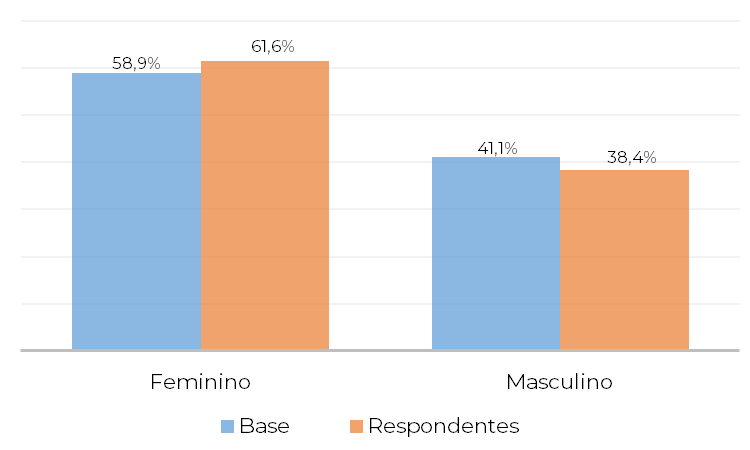 61,6%
58,9%
41,1%
38,4%
Feminino Masculino
Base Respondentes